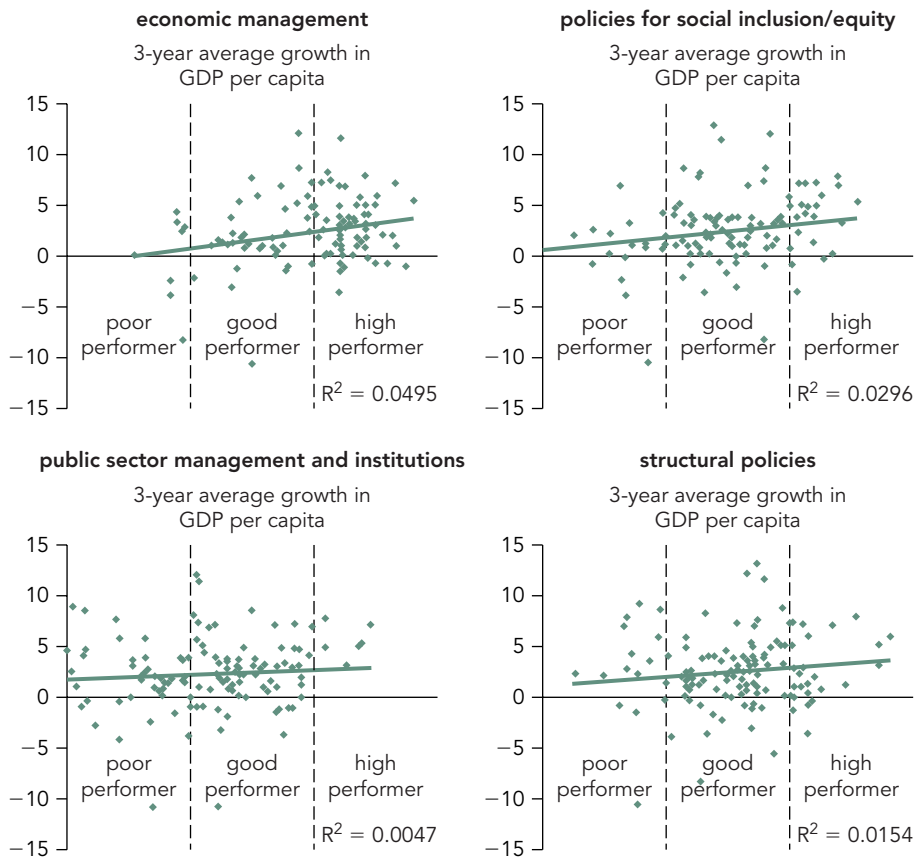 economic management
3-year average growth in
GDP per capita
15
10
5
0
−5
−10
−15
poor
performer
good
performer
high
performer
R² = 0.0495
policies for social inclusion/equity
3-year average growth in
GDP per capita
15
10
5
0
−5
−10
−15
poor
performer
good
performer
high
performer
R² = 0.0296
public sector management and institutions
3-year average growth in
GDP per capita
15
10
5
0
−5
−10
−15
poor
performer
good
performer
high
performer
R² = 0.0047
structural policies
3-year average growth in
GDP per capita
15
10
5
0
−5
−10
−15
poor
performer
good
performer
high
performer
R² = 0.0154